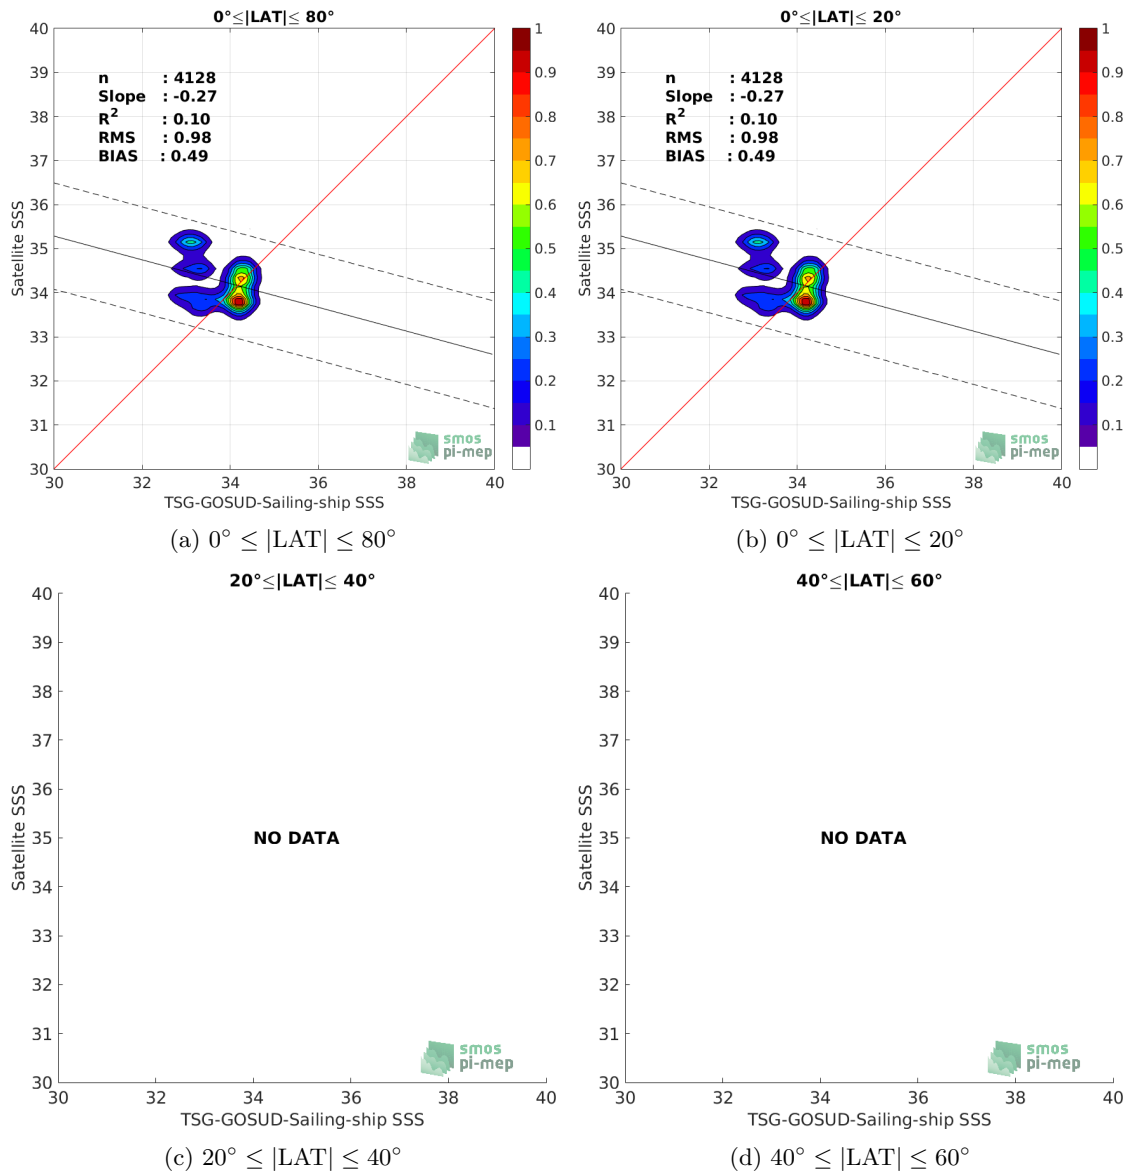 0°≤|LAT|≤ 80°
40
39
38
37
36
35
34
33
32
31
30
Satellite SSS
n : 4128
Slope : -0.27
R2 : 0.10
RMS : 0.98
BIAS : 0.49
smos
pi-mep
30 32 34 36 38 40
TSG-GOSUD-Sailing-ship SSS
1
0.9
0.8
0.7
0.6
0.5
0.4
0.3
0.2
0.1
(a) 0° ≤ |LAT| ≤ 80°
0°≤|LAT|≤ 20°
40
39
38
37
36
35
34
33
32
31
30
Satellite SSS
n : 4128
Slope : -0.27
R2 : 0.10
RMS : 0.98
BIAS : 0.49
smos
pi-mep
30 32 34 36 38 40
TSG-GOSUD-Sailing-ship SSS
1
0.9
0.8
0.7
0.6
0.5
0.4
0.3
0.2
0.1
(b) 0° ≤ |LAT| ≤ 20°
20°≤|LAT|≤ 40°
40
39
38
37
36
35
34
33
32
31
30
Satellite SSS
NO DATA
smos
pi-mep
30 32 34 36 38 40
TSG-GOSUD-Sailing-ship SSS
(c) 20° ≤ |LAT| ≤ 40°
40°≤|LAT|≤ 60°
40
39
38
37
36
35
34
33
32
31
30
Satellite SSS
NO DATA
smos
pi-mep
30 32 34 36 38 40
TSG-GOSUD-Sailing-ship SSS
(d) 40° ≤ |LAT| ≤ 60°